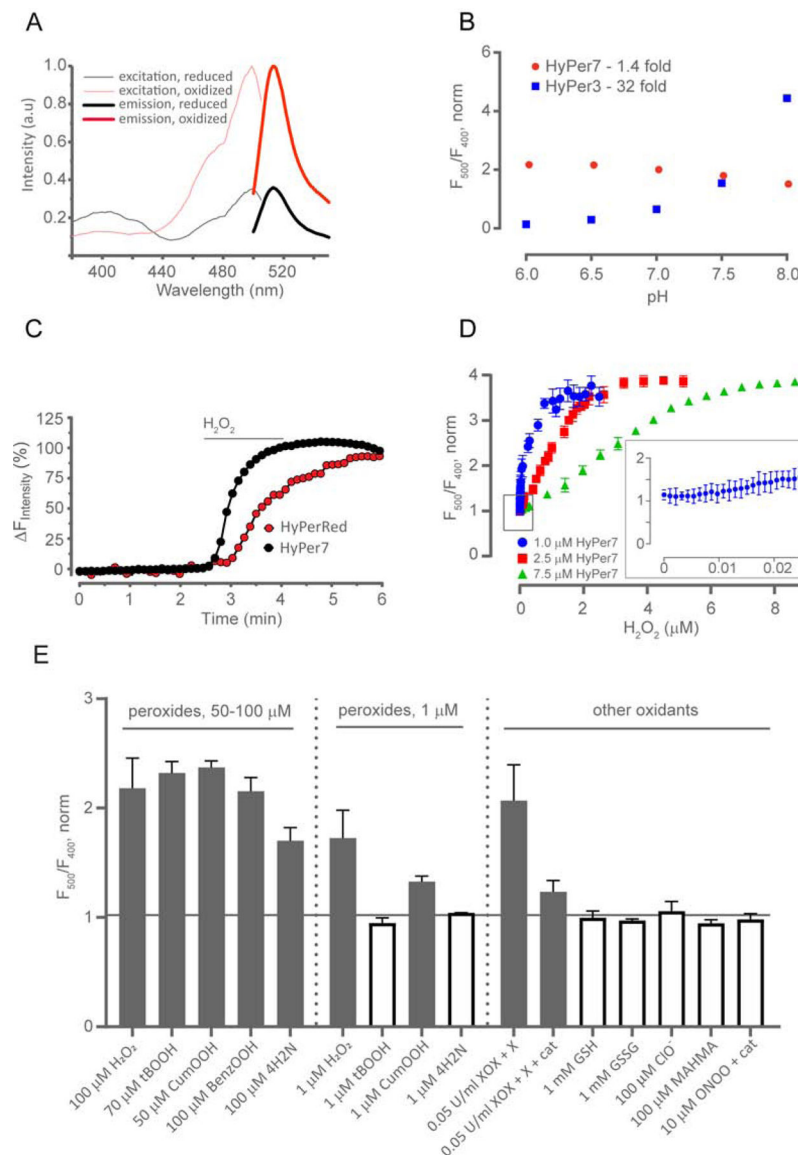 A
excitation, reduced
excitation, oxidized
emission, reduced
emission, oxidized
Intensity (a.u)
1.0
0.8
0.6
0.4
0.2
400 440 480 520
Wavelength (nm)
B
HyPer7 - 1.4 fold
HyPer3 - 32 fold
F500/F400, norm
6
4
2
0
6.0 6.5 7.0 7.5 8.0
pH
C
H2O2
ΔFIntensity (%)
125
100
75
50
25
0
HyPerRed
HyPer7
0 1 2 3 4 5 6
Time (min)
D
F500/F400, norm
4
3
2
1
0
1.0 μM HyPer7
2.5 μM HyPer7
7.5 μM HyPer7
2
1
0
0 0.01 0.02
0 2 4 6 8
H2O2 (μM)
E
peroxides, 50-100 μM
peroxides, 1 μM
other oxidants
F500/F400, norm
3
2
1
0
100 μM H2O2
70 μM tBOOH
50 μM CumOOH
100 μM BenzOOH
100 μM 4H2N
1 μM H2O2
1 μM tBOOH
1 μM CumOOH
1 μM 4H2N
0.05 U/ml XOX + X
0.05 U/ml XOX + X + cat
1 mM GSH
1 mM GSSG
100 μM ClO-
100 μM MAHMA
10 μM ONOO + cat